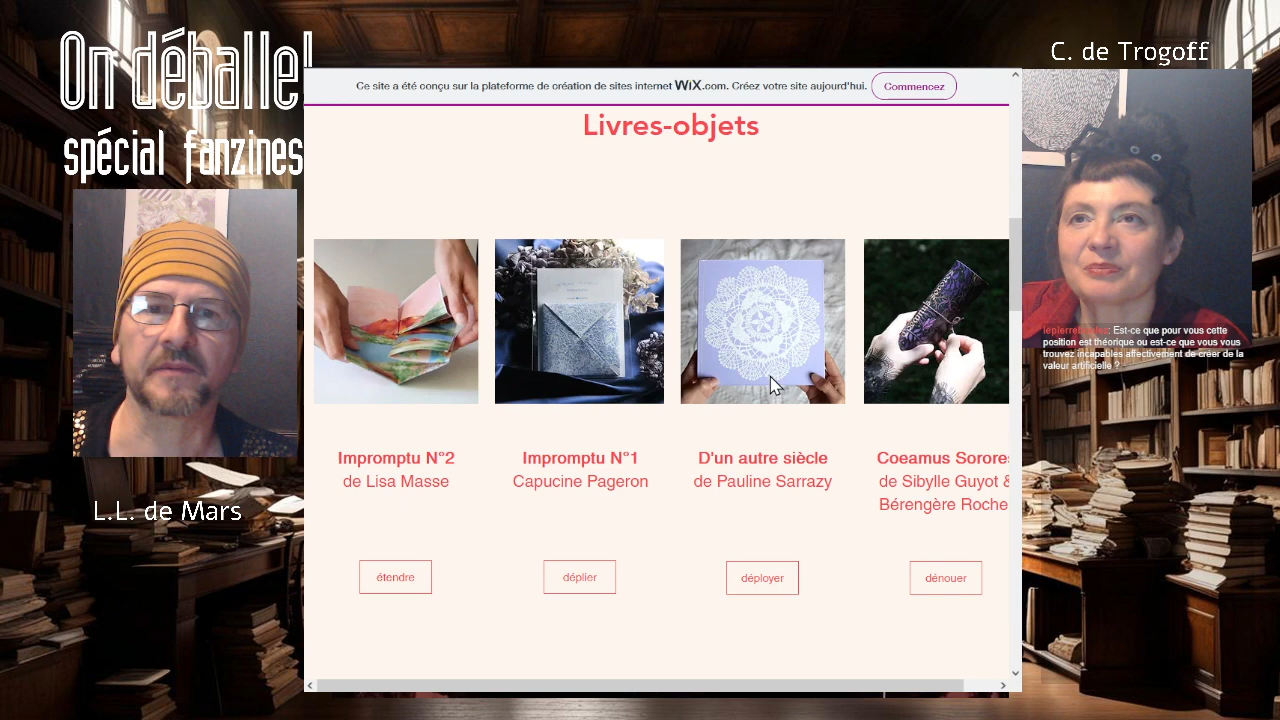 On déballe!
spécial fanzines
C. de Trogoff
Ce site a été conçu sur la plateforme de création de sites internet WiX.com. Créez votre site aujourd'hui.
Commencez
Livres-objets
Impromptu N°2
de Lisa Masse
Impromptu N°1
Capucine Pageron
D'un autre siècle
de Pauline Sarrazy
Coeamus Sorores
de Sibylle Guyot &
Bérengère Roche
étendre
déplier
déployer
dénouer
L.L. de Mars
: Est-ce que pour vous cette
position est théorique ou est-ce que vous vous
trouvez incapables affectivement de créer de la
valeur artificielle ?